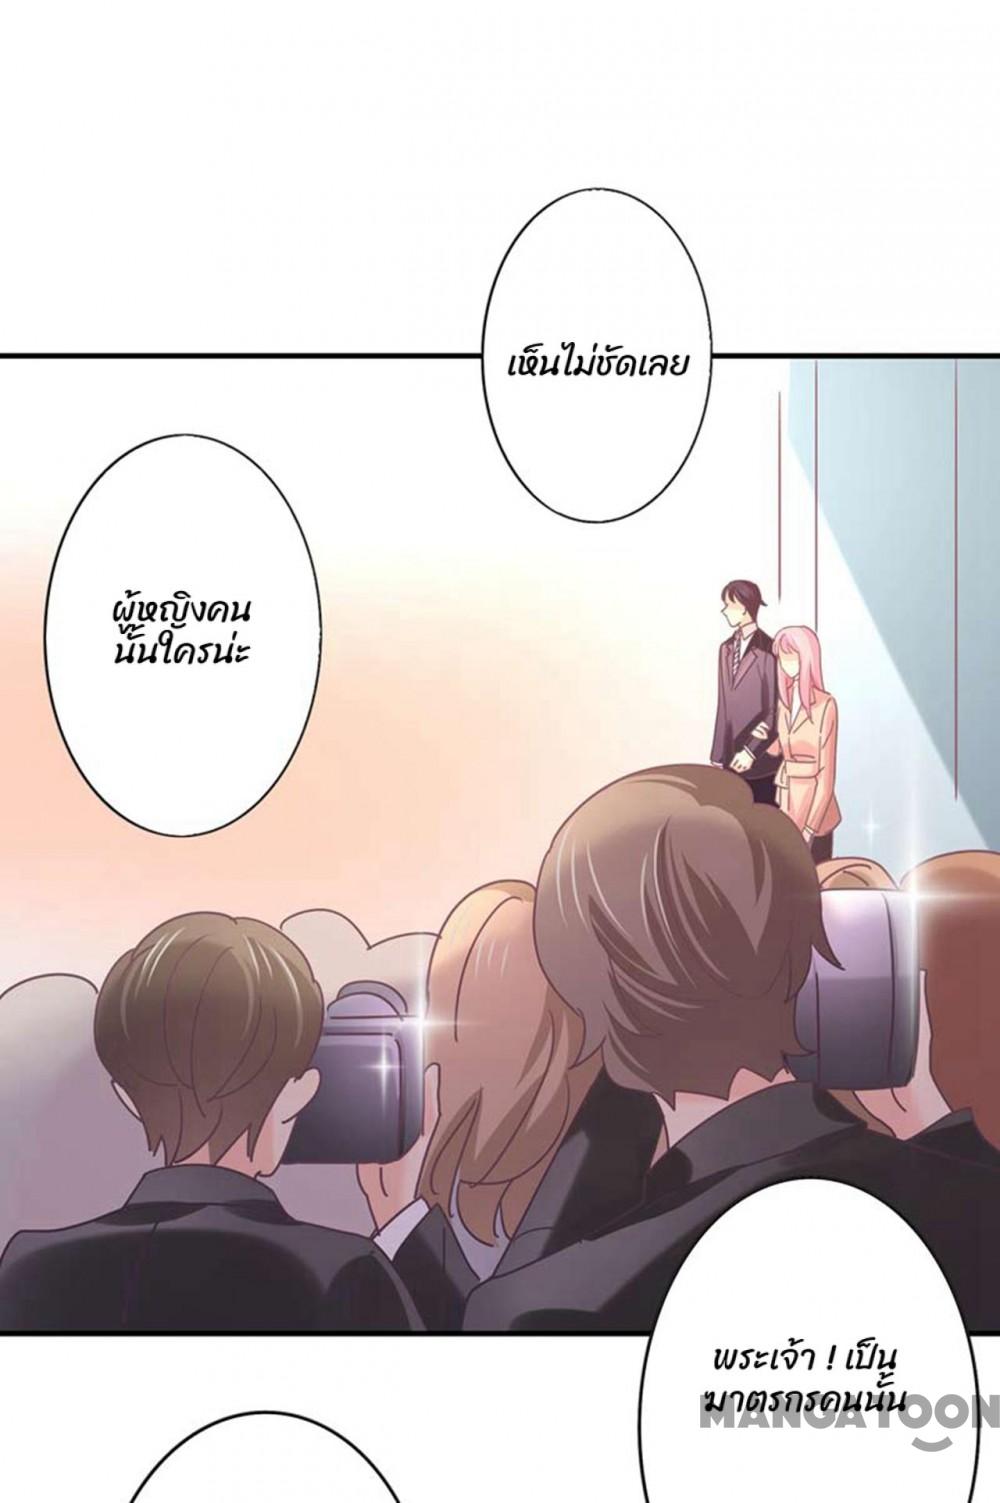 เห็นไม่ชัดเลย
ผู้หญิงคน
นั้นใครน่ะ
พระเจ้า ! เป็น
ฆาตรกรคนนั้น
MANGATOON